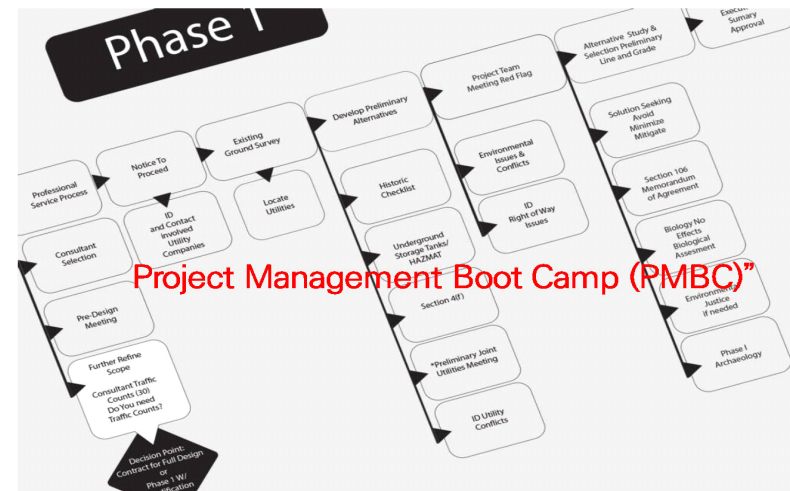 Phase 1
Professional
Service Process
Consultant
Selection
Pre-Design
Meeting
Further Refine
Scope
Consultant Traffic
Counts (30)
Do You need
Traffic Counts?
Decision Point:
Contract for Full Design
or
Phase 1 W/
Notice To
Proceed
ID
and Contact
Involved
Utility
Companies
Existing
Ground Survey
Locate
Utilities
Develop Preliminary
Alternatives
Historic
Checklist
Underground
Storage Tanks/
HAZMAT
Section 4(f)
*Preliminary Joint
Utilities Meeting
ID Utility
Conflicts
Project Team
Meeting Red Flag
Environmental
Issues &
Conflicts
ID
Right of Way
Issues
Alternative Study &
Selection Preliminary
Line and Grade
Solution Seeking
Avoid
Minimize
Mitigate
Section 106
Memorandum
of Agreement
Biology No
Effects
Biological
Assesment
Environmental
Justice
if needed
Phase I
Archaeology
Sumary
Approval
Project Management Boot Camp (PMBC)”